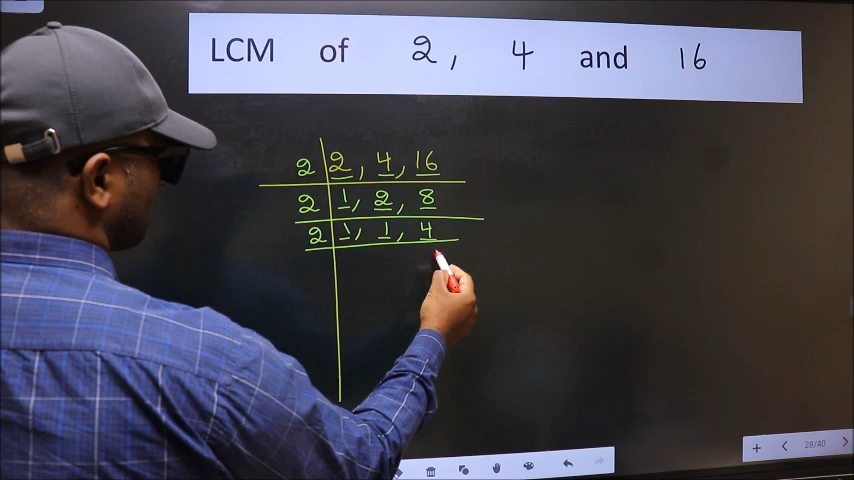 LCM of 2, 4 and 16
2 2, 4, 16
2 1, 2, 8
2 1, 1, 4
28/40